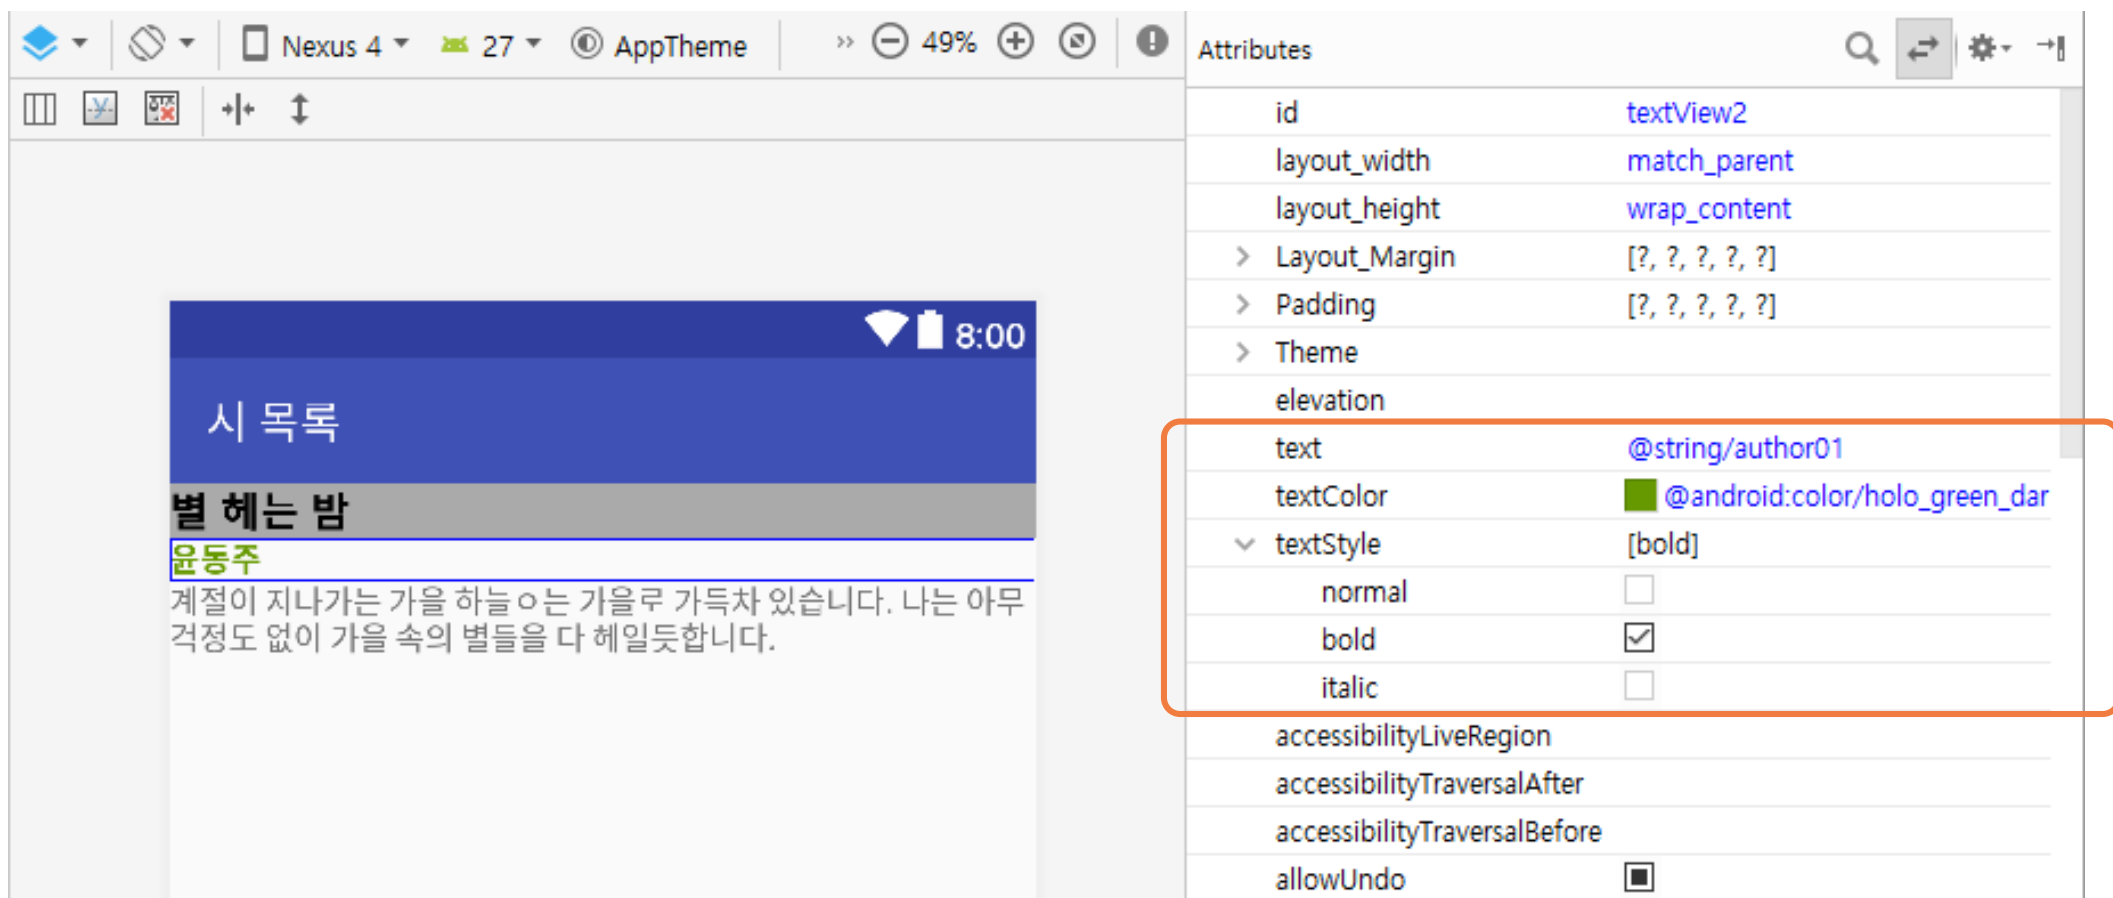 Nexus 4
27
AppTheme
49%
8:00
시 목록
별 헤는 밤
윤동주
계절이 지나가는 가을 하늘ㅇ는 가을로 가득차 있습니다. 나는 아무
걱정도 없이 가을 속의 별들을 다 헤일듯합니다.
Attributes
id textView2
layout_width match_parent
layout_height wrap_content
Layout_Margin [?, ?, ?, ?, ?]
Padding [?, ?, ?, ?, ?]
Theme
elevation
text @string/author01
textColor @android:color/holo_green_dar
textStyle [bold]
normal
bold
italic
accessibilityLiveRegion
accessibilityTraversalAfter
accessibilityTraversalBefore
allowUndo